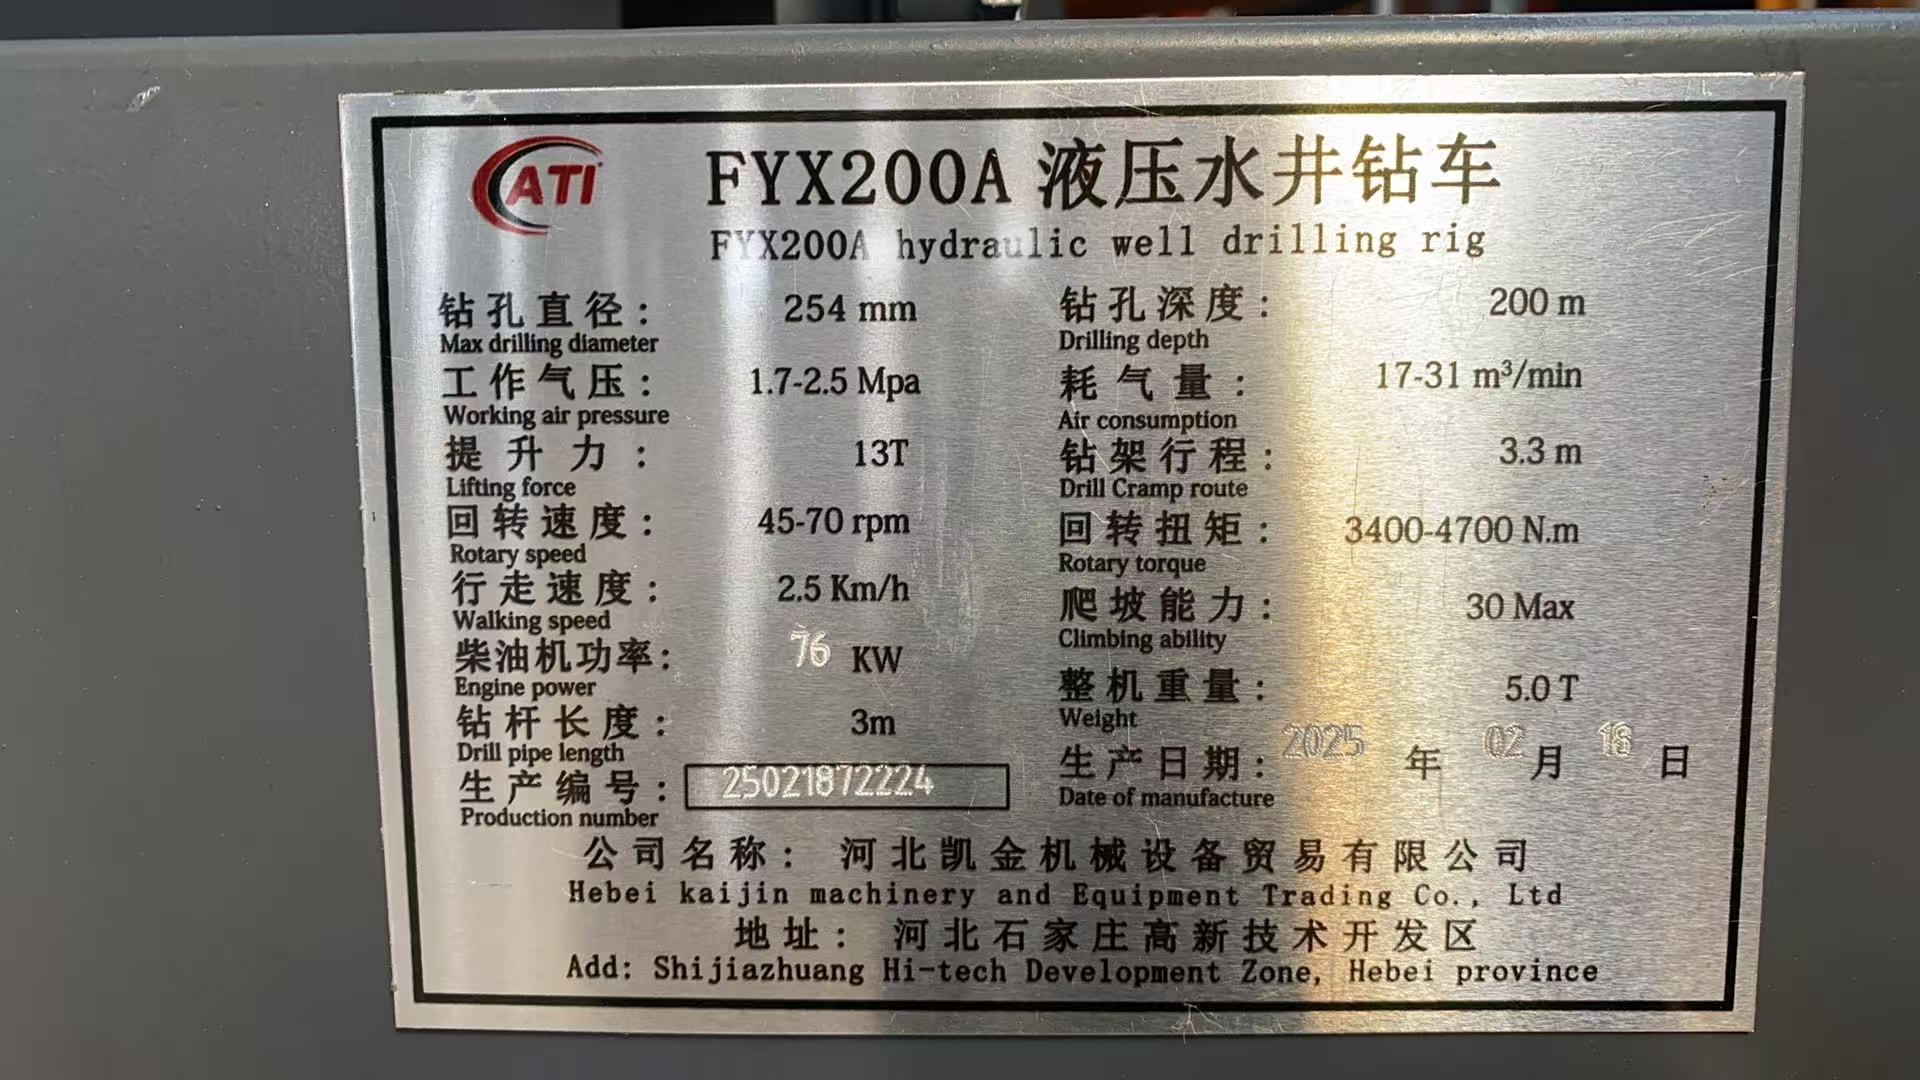 CATI
FYX200A 液压水井钻车
FYX200A hydraulic well drilling rig
钻孔直径: 254 mm
Max drilling diameter
钻孔深度: 200 m
Drilling depth
工作气压: 1.7-2.5 Mpa
Working air pressure
耗气量: 17-31 m³/min
Air consumption
提升力: 13T
Lifting force
钻架行程: 3.3 m
Drill Cramp route
回转速度: 45-70 rpm
Rotary speed
回转扭矩: 3400-4700 N.m
Rotary torque
行走速度: 2.5 Km/h
Walking speed
爬坡能力: 30 Max
Climbing ability
柴油机功率: 76 KW
Engine power
整机重量: 5.0 T
Weight
钻杆长度: 3m
Drill pipe length
生产日期: 2025 年 02 月 日
Date of manufacture
生产编号: 25021872224
Production number
公司名称: 河北凯金机械设备贸易有限公司
Hebei kaijin machinery and Equipment Trading Co., Ltd
地址: 河北石家庄高新技术开发区
Add: Shijiazhuang Hi-tech Development Zone, Hebei province